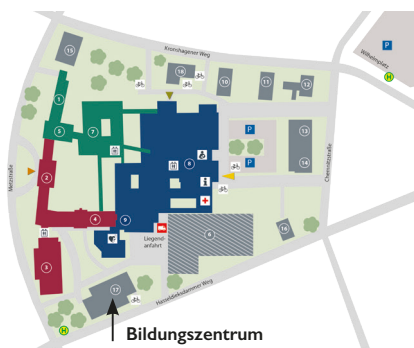 Kronshagener Weg
Wilhelmplatz
P
H
15
18
10
11
12
1
5
7
P
13
Metzstraße
2
8
P
14
Chemnitzstraße
i
4
9
Liegend-
anfahrt
6
16
3
17
Hasseldieksdammer Weg
H
Bildungszentrum